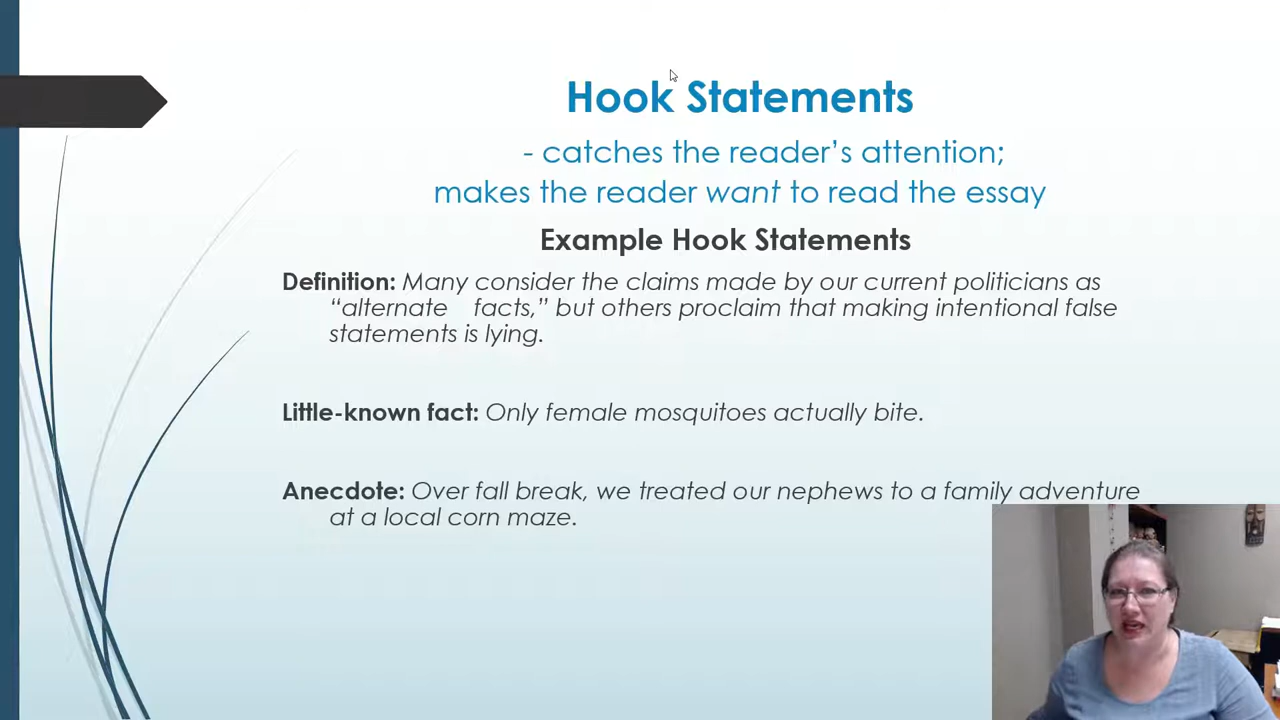 Hook Statements
- catches the reader’s attention;
makes the reader want to read the essay
Example Hook Statements
Definition: Many consider the claims made by our current politicians as
“alternate facts,” but others proclaim that making intentional false
statements is lying.
Little-known fact: Only female mosquitoes actually bite.
Anecdote: Over fall break, we treated our nephews to a family adventure
at a local corn maze.